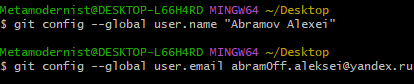 Metamodernist@DESKTOP-L66H4RD MINGW64 ~/Desktop
$ git config --global user.name "Abramov Alexei"
Metamodernist@DESKTOP-L66H4RD MINGW64 ~/Desktop
$ git config --global user.email abram0ff.aleksei@yandex.ru